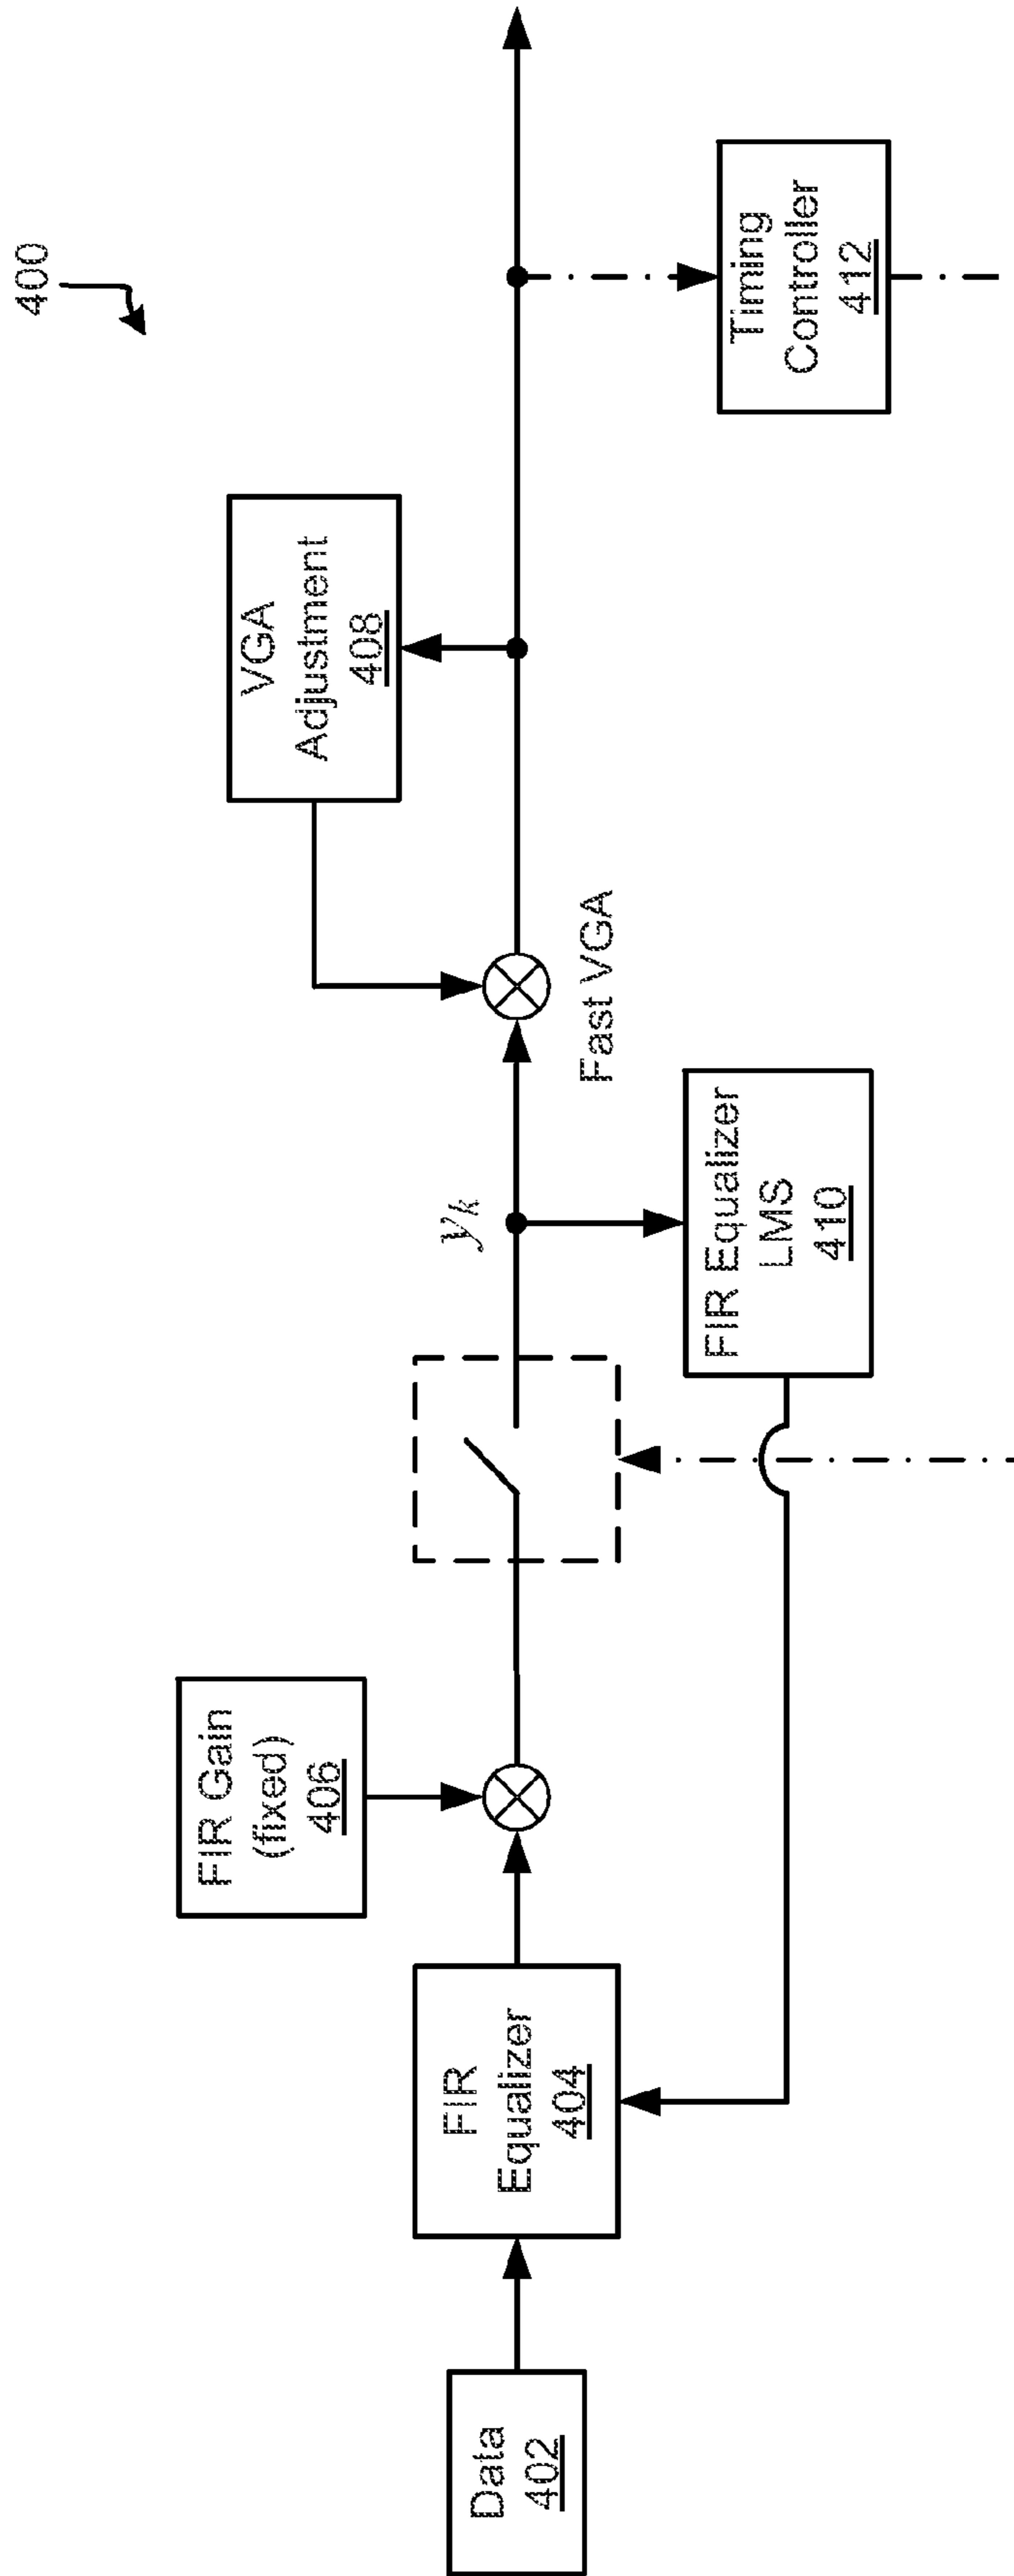 400
Data
402
FIR
Equalizer
404
FIR Gain
(fixed)
406
y_k
FIR Equalizer
LMS
410
Fast VGA
VGA
Adjustment
408
Timing
Controller
412